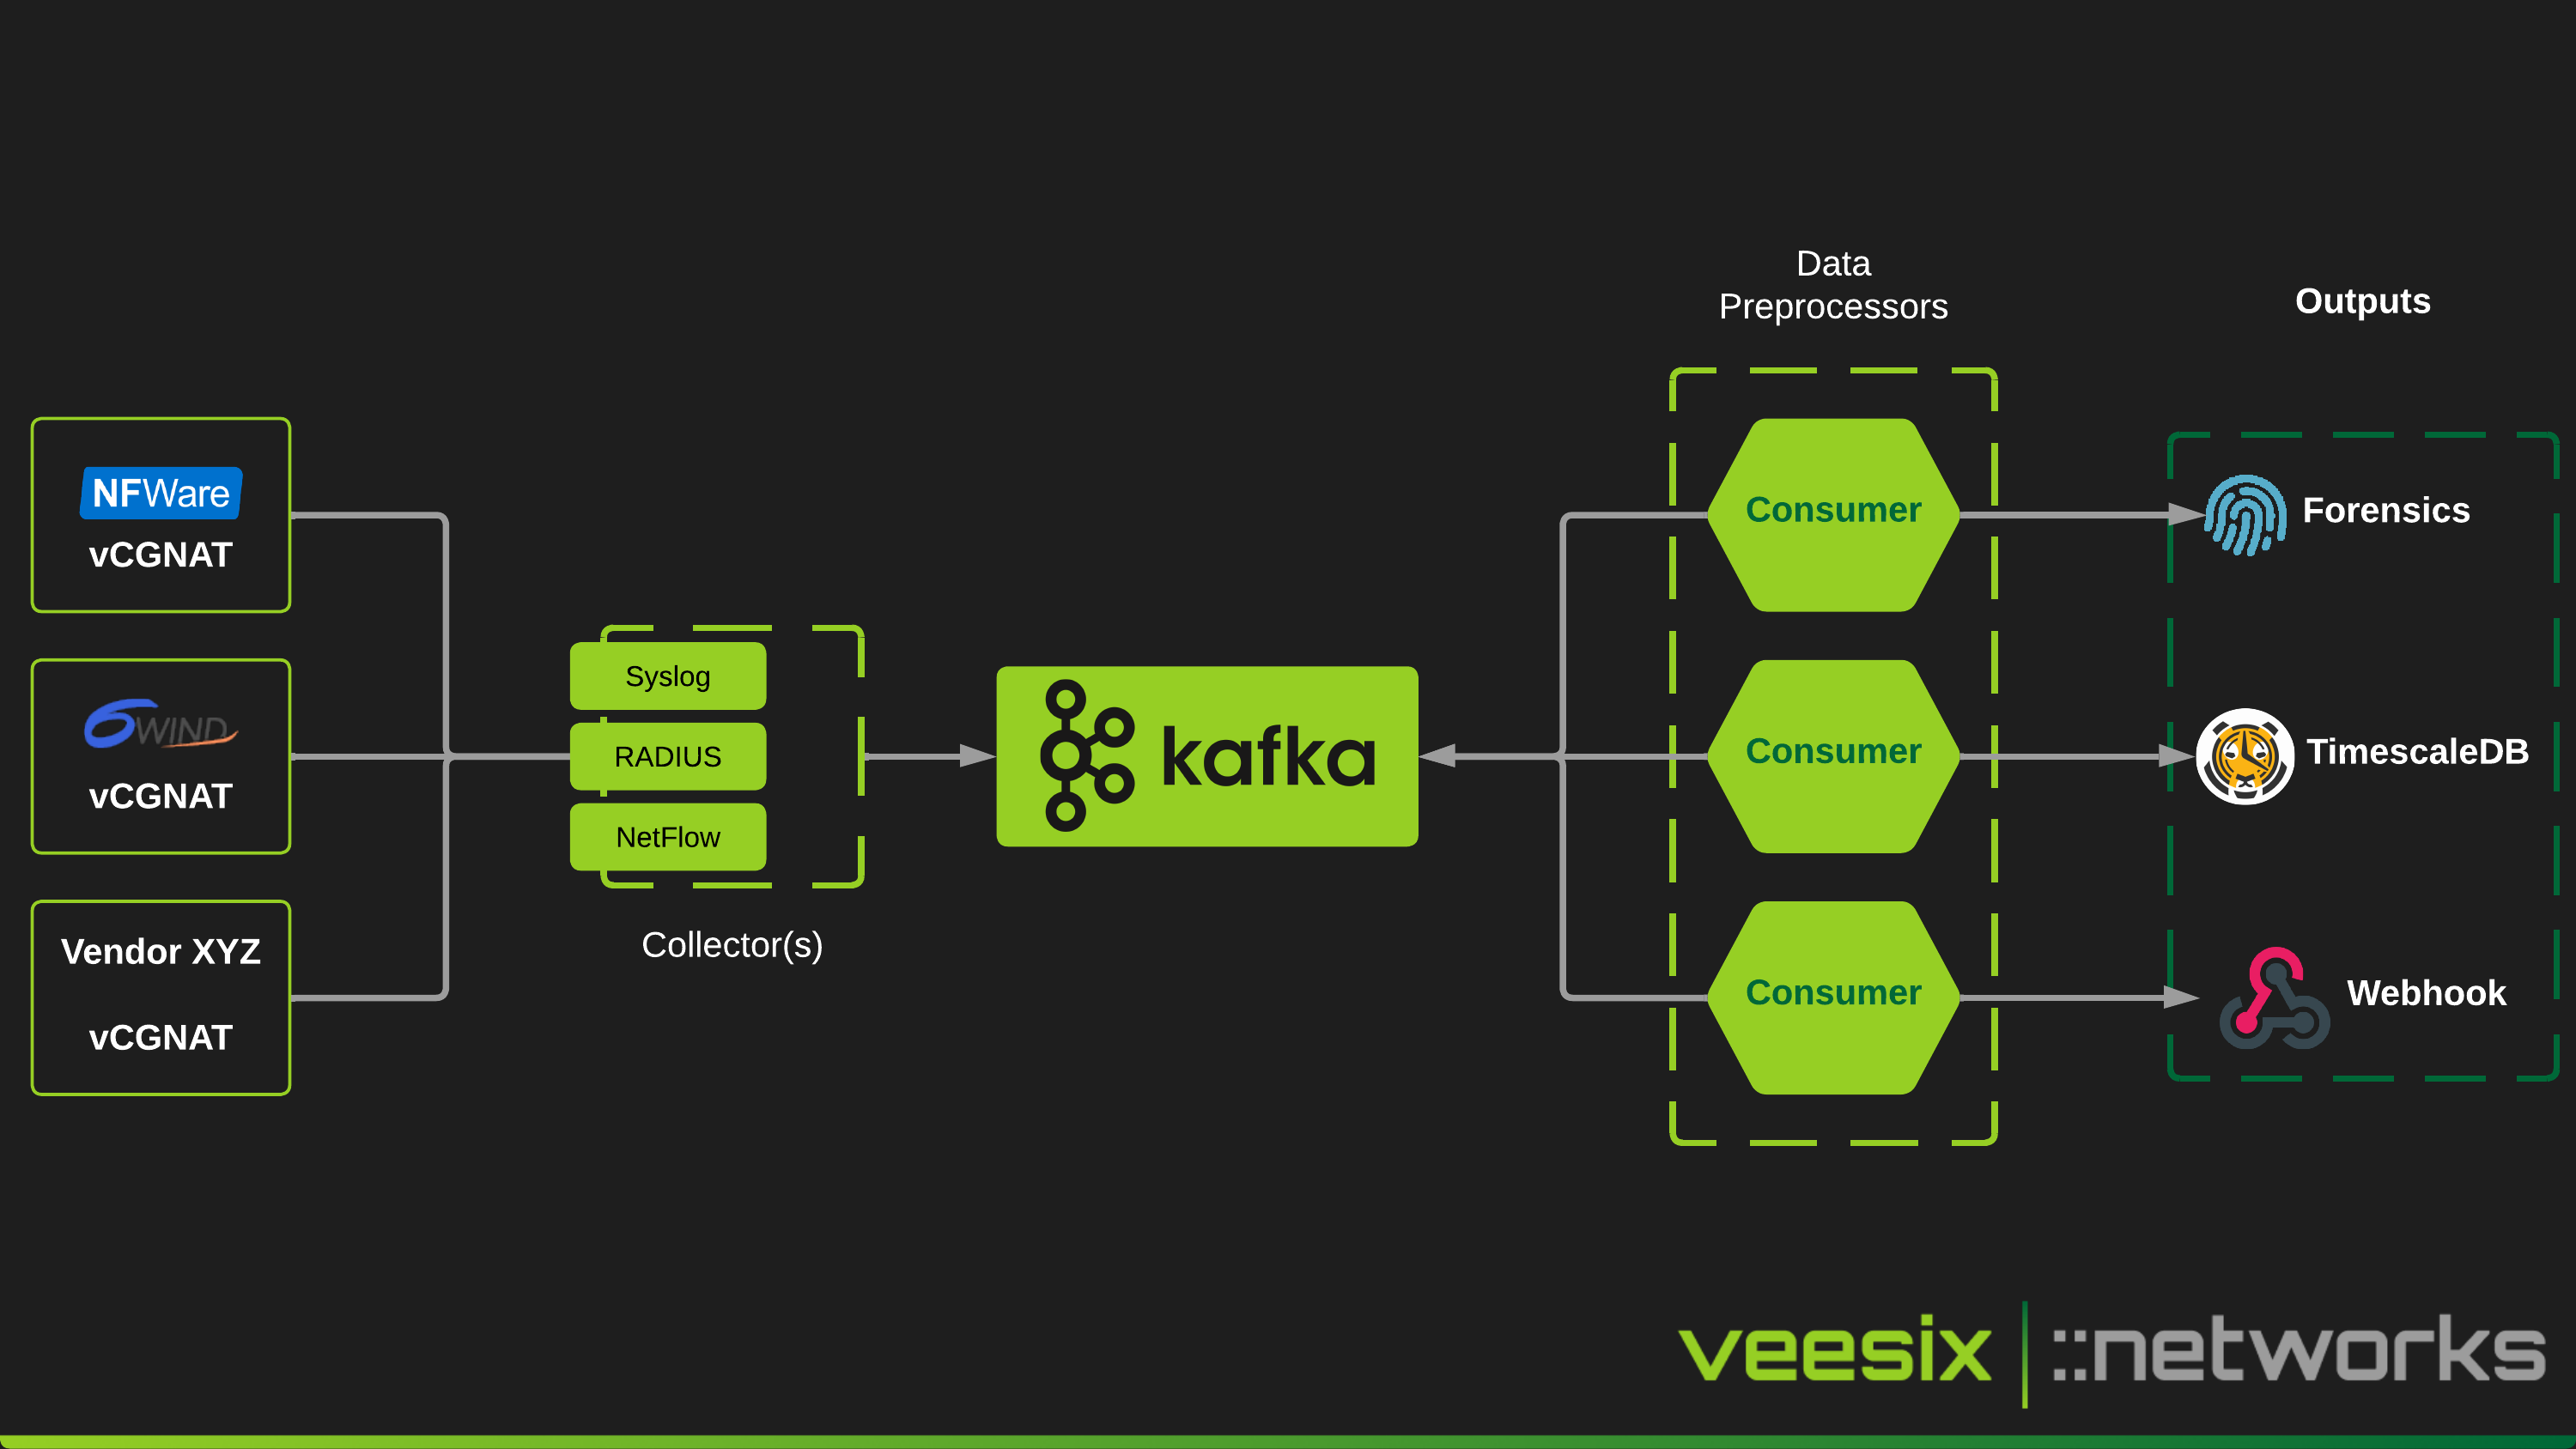 NFWare
vCGNAT
6WIND
vCGNAT
Vendor XYZ
vCGNAT
Syslog
RADIUS
NetFlow
Collector(s)
kafka
Data
Preprocessors
Consumer
Consumer
Consumer
Outputs
Forensics
TimescaleDB
Webhook
veesix ::networks